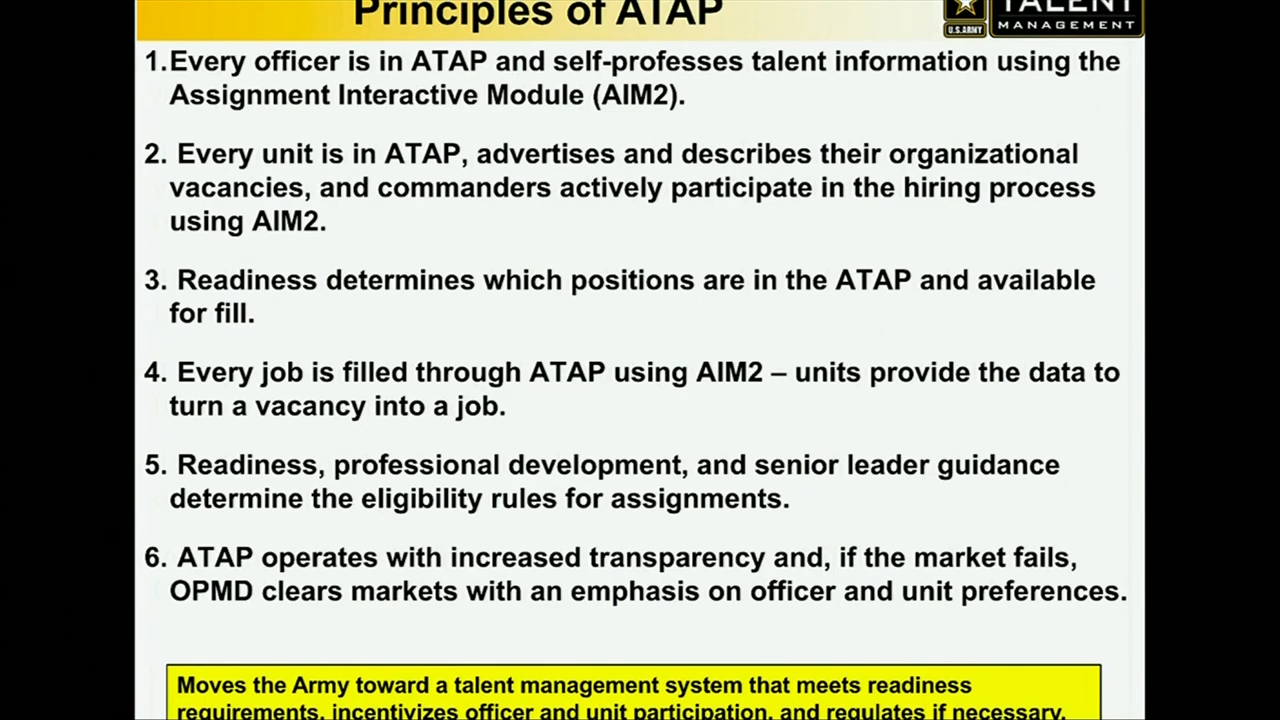 Principles of ATAP
TALENT
MANAGEMENT
U.S.ARMY
1.Every officer is in ATAP and self-professes talent information using the
Assignment Interactive Module (AIM2).
2. Every unit is in ATAP, advertises and describes their organizational
vacancies, and commanders actively participate in the hiring process
using AIM2.
3. Readiness determines which positions are in the ATAP and available
for fill.
4. Every job is filled through ATAP using AIM2 – units provide the data to
turn a vacancy into a job.
5. Readiness, professional development, and senior leader guidance
determine the eligibility rules for assignments.
6. ATAP operates with increased transparency and, if the market fails,
OPMD clears markets with an emphasis on officer and unit preferences.
Moves the Army toward a talent management system that meets readiness
requirements, incentivizes officer and unit participation, and regulates if necessary.